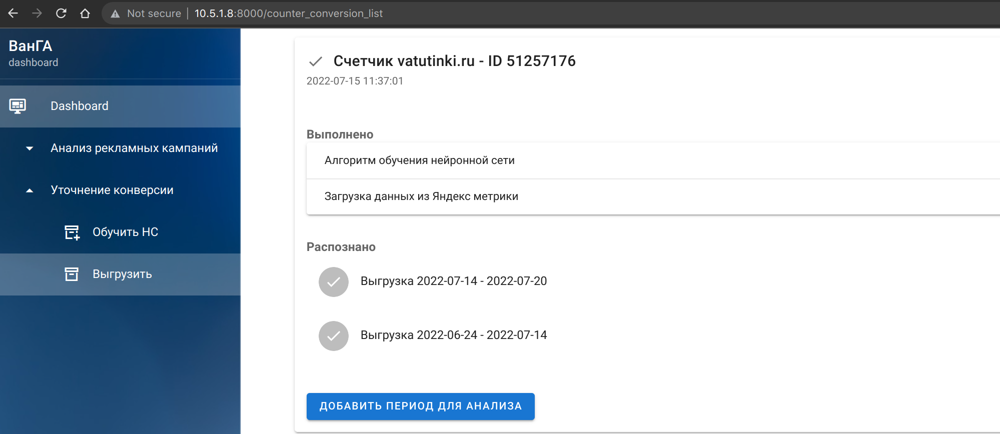 Not secure | 10.5.1.8:8000/counter_conversion_list
ВанГА
dashboard
Dashboard
Анализ рекламных кампаний
Уточнение конверсии
Обучить НС
Выгрузить
Счетчик vatutinki.ru - ID 51257176
2022-07-15 11:37:01
Выполнено
Алгоритм обучения нейронной сети
Загрузка данных из Яндекс метрики
Распознано
Выгрузка 2022-07-14 - 2022-07-20
Выгрузка 2022-06-24 - 2022-07-14
ДОБАВИТЬ ПЕРИОД ДЛЯ АНАЛИЗА